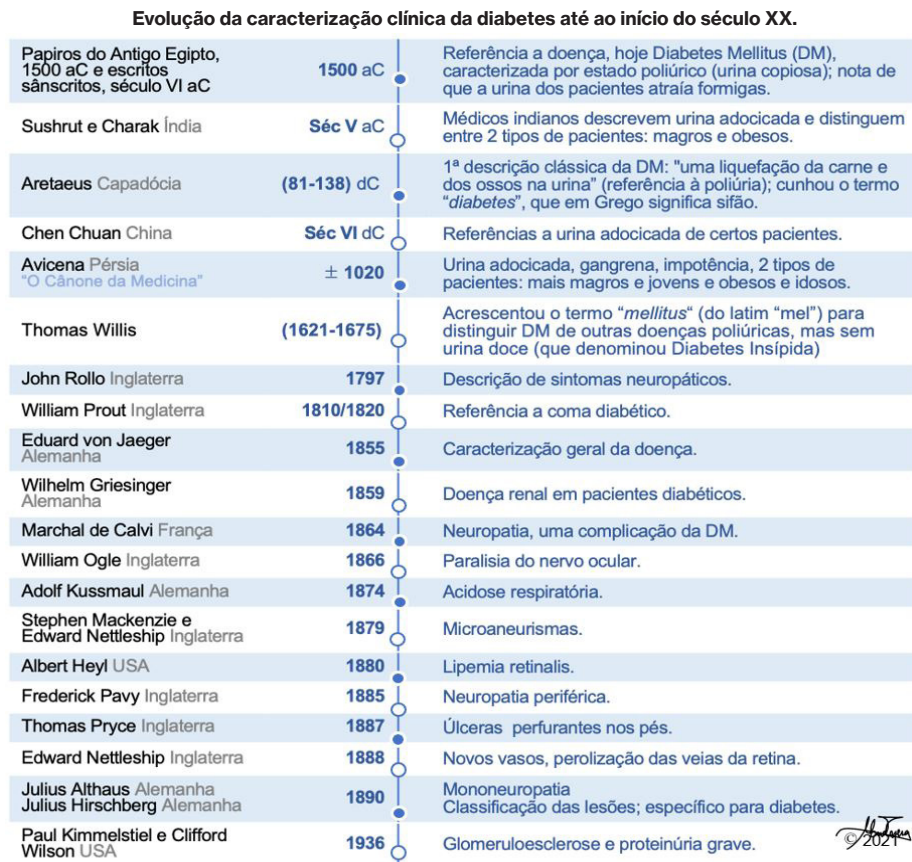 Evolução da caracterização clínica da diabetes até ao início do século XX.
Papiros do Antigo Egipto,
1500 aC e escritos
sânscritos, século VI aC
1500 aC
Referência a doença, hoje Diabetes Mellitus (DM),
caracterizada por estado poliúrico (urina copiosa); nota de
que a urina dos pacientes atraía formigas.
Sushrut e Charak Índia
Séc V aC
Médicos indianos descrevem urina adocicada e distinguem
entre 2 tipos de pacientes: magros e obesos.
Aretaeus Capadócia
(81-138) dC
1ª descrição clássica da DM: "uma liquefação da carne e
dos ossos na urina” (referência à poliúria); cunhou o termo
“diabetes”, que em Grego significa sifão.
Chen Chuan China
Séc VI dC
Referências a urina adocicada de certos pacientes.
Avicena Pérsia
“O Cânone da Medicina”
± 1020
Urina adocicada, gangrena, impotência, 2 tipos de
pacientes: mais magros e jovens e obesos e idosos.
Thomas Willis
(1621-1675)
Acrescentou o termo “mellitus“ (do latim “mel”) para
distinguir DM de outras doenças poliúricas, mas sem
urina doce (que denominou Diabetes Insípida)
John Rollo Inglaterra
1797
Descrição de sintomas neuropáticos.
William Prout Inglaterra
1810/1820
Referência a coma diabético.
Eduard von Jaeger
Alemanha
1855
Caracterização geral da doença.
Wilhelm Griesinger
Alemanha
1859
Doença renal em pacientes diabéticos.
Marchal de Calvi França
1864
Neuropatia, uma complicação da DM.
William Ogle Inglaterra
1866
Paralisia do nervo ocular.
Adolf Kussmaul Alemanha
1874
Acidose respiratória.
Stephen Mackenzie e
Edward Nettleship Inglaterra
1879
Microaneurismas.
Albert Heyl USA
1880
Lipemia retinalis.
Frederick Pavy Inglaterra
1885
Neuropatia periférica.
Thomas Pryce Inglaterra
1887
Úlceras perfurantes nos pés.
Edward Nettleship Inglaterra
1888
Novos vasos, perolização das veias da retina.
Julius Althaus Alemanha
Julius Hirschberg Alemanha
1890
Mononeuropatia
Classificação das lesões; específico para diabetes.
Paul Kimmelstiel e Clifford
Wilson USA
1936
Glomeruloesclerose e proteinúria grave.
© 2021